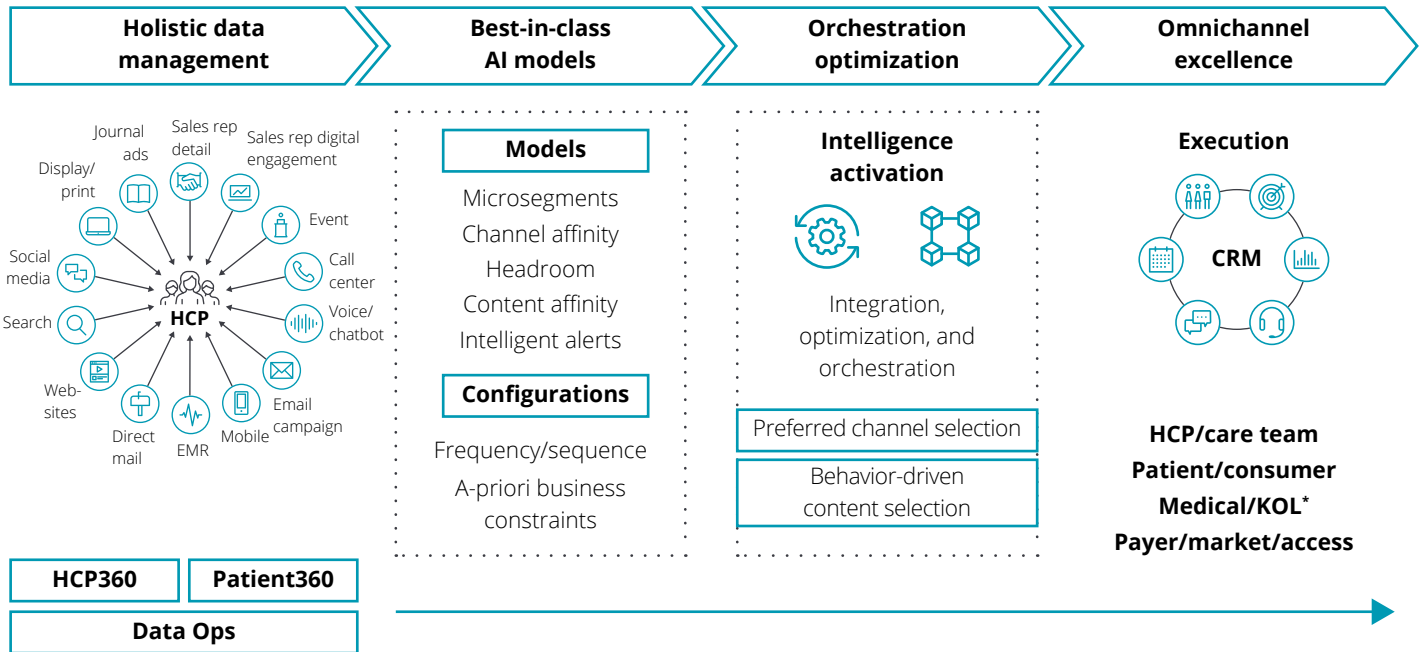 Holistic data
management
Best-in-class
AI models
Orchestration
optimization
Omnichannel
excellence
Journal
ads
Sales rep
detail
Sales rep digital
engagement
Display/
print
Event
Social
media
Call
center
HCP
Search
Voice/
chatbot
Web-
sites
Direct
mail
EMR
Mobile
Email
campaign
HCP360
Patient360
Data Ops
Models
Microsegments
Channel affinity
Headroom
Content affinity
Intelligent alerts
Configurations
Frequency/sequence
A-priori business
constraints
Intelligence
activation
Integration,
optimization, and
orchestration
Preferred channel selection
Behavior-driven
content selection
Execution
CRM
HCP/care team
Patient/consumer
Medical/KOL*
Payer/market/access